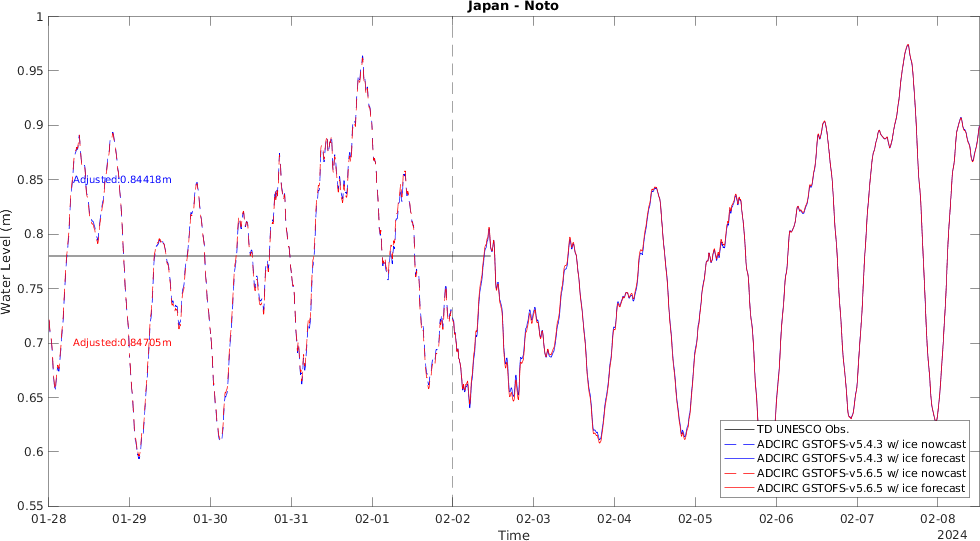 Japan - Noto
1
0.95
0.9
0.85
0.8
0.75
0.7
0.65
0.6
0.55
Water Level (m)
Adjusted:0.84418m
Adjusted:0.84705m
TD UNESCO Obs.
ADCIRC GSTOFS-v5.4.3 w/ ice nowcast
ADCIRC GSTOFS-v5.4.3 w/ ice forecast
ADCIRC GSTOFS-v5.6.5 w/ ice nowcast
ADCIRC GSTOFS-v5.6.5 w/ ice forecast
01-28 01-29 01-30 01-31 02-01 02-02 02-03 02-04 02-05 02-06 02-07 02-08
2024
Time